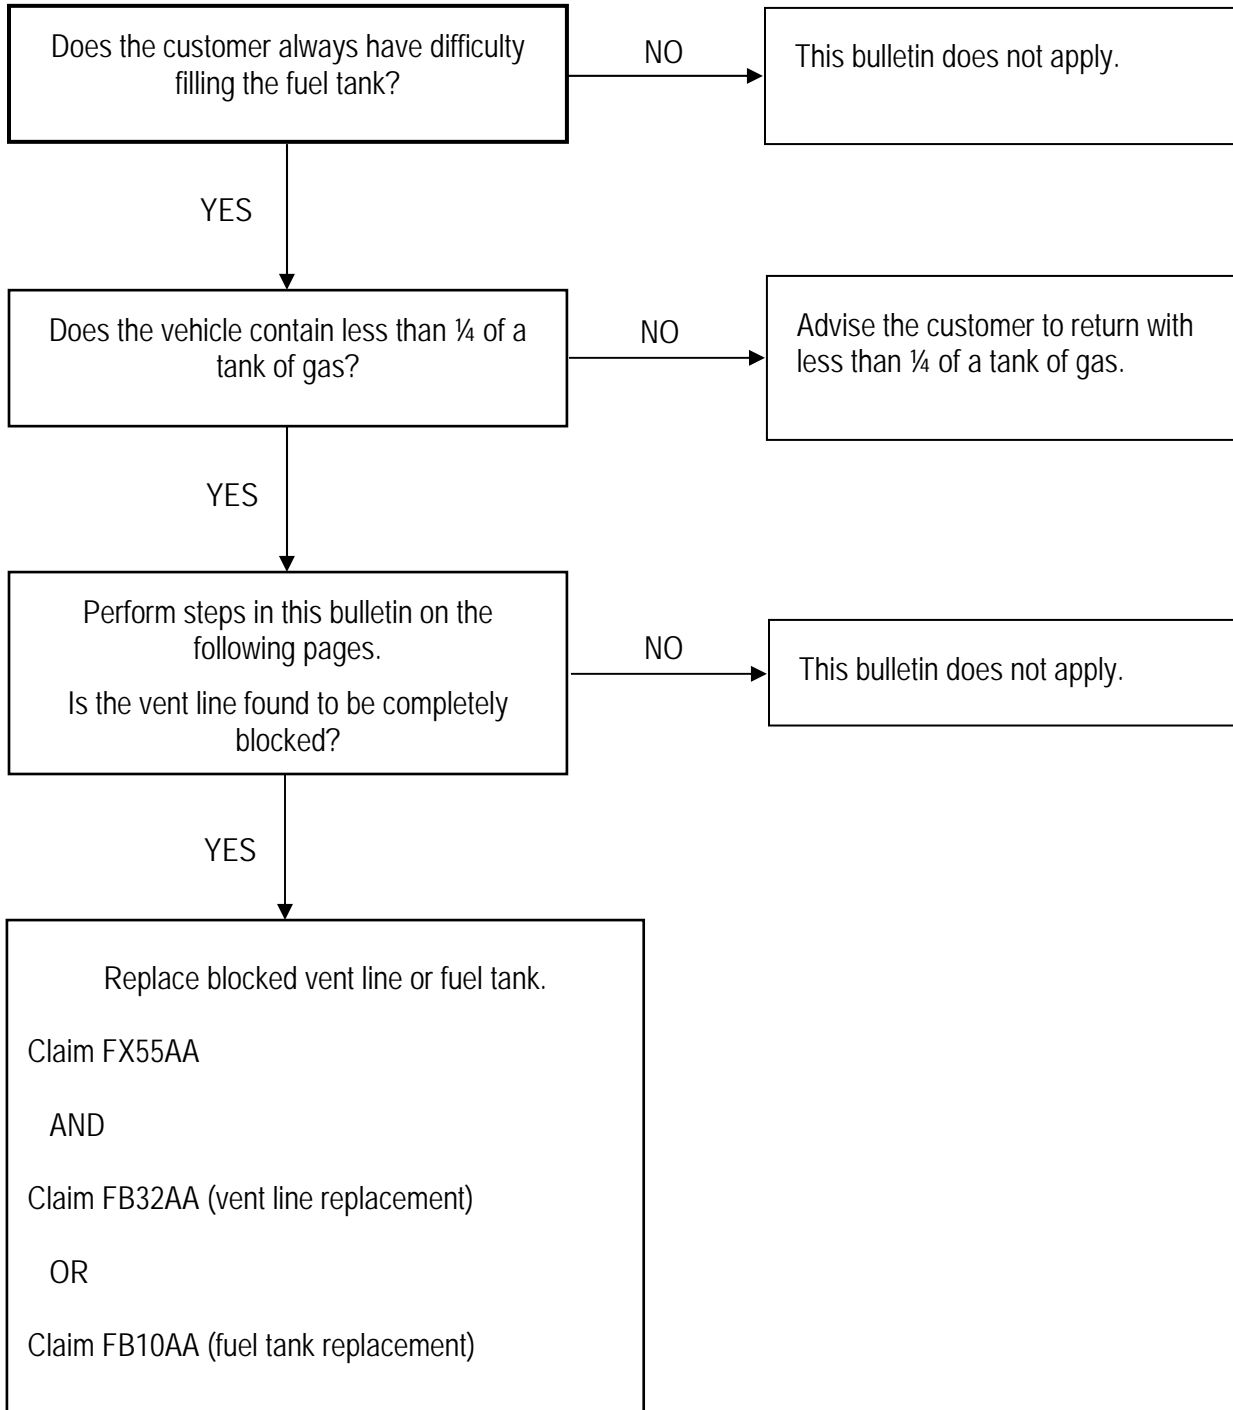 Does the customer always have difficulty
filling the fuel tank?
NO
This bulletin does not apply.
YES
Does the vehicle contain less than ¼ of a
tank of gas?
NO
Advise the customer to return with
less than ¼ of a tank of gas.
YES
Perform steps in this bulletin on the
following pages.
Is the vent line found to be completely
blocked?
NO
This bulletin does not apply.
YES
Replace blocked vent line or fuel tank.
Claim FX55AA
AND
Claim FB32AA (vent line replacement)
OR
Claim FB10AA (fuel tank replacement)